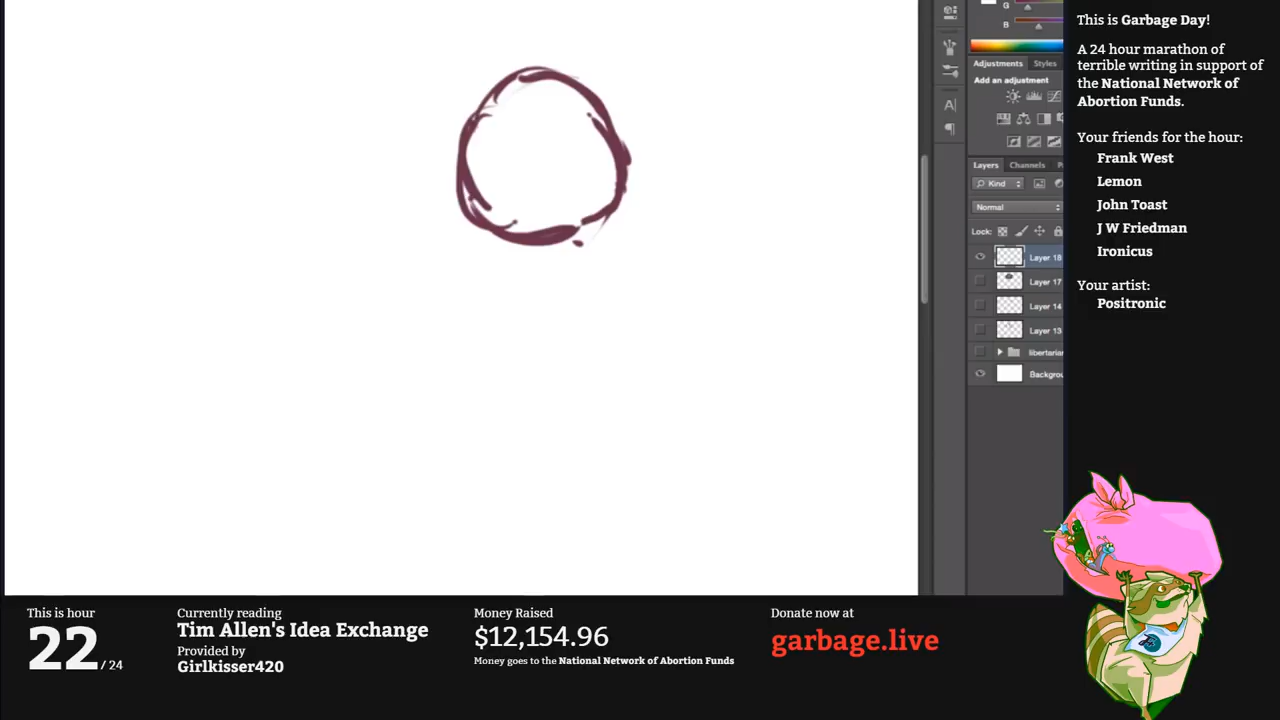 G
B
Adjustments Styles
Add an adjustment
Layers Channels
Kind
Normal
Lock:
Layer 18
Layer 17
Layer 14
Layer 13
libertarian
Backgrou
This is Garbage Day!
A 24 hour marathon of
terrible writing in support of
the National Network of
Abortion Funds.
Your friends for the hour:
Frank West
Lemon
John Toast
J W Friedman
Ironicus
Your artist:
Positronic
This is hour
22 / 24
Currently reading
Tim Allen's Idea Exchange
Provided by
Girlkisser420
Money Raised
$12,154.96
Money goes to the National Network of Abortion Funds
Donate now at
garbage.live